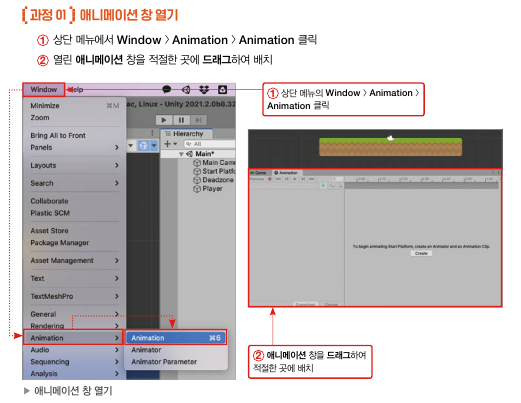 [과정 01] 애니메이션 창 열기
① 상단 메뉴에서 Window > Animation > Animation 클릭
② 열린 애니메이션 창을 적절한 곳에 드래그하여 배치
Window Help
Minimize ⌘M
Zoom
Bring All to Front
Panels >
Layouts >
Search >
Collaborate
Plastic SCM
Asset Store
Package Manager
Asset Management >
Text >
TextMeshPro >
General >
Rendering >
Animation >
Audio >
Sequencing >
Analysis >
ac, Linux - Unity 2021.2.0b8.32
Hierarchy
All
Main*
Main Came
Start Platfo
Deadzone
Player
Animation ⌘6
Animator
Animator Parameter
① 상단 메뉴의 Window > Animation >
Animation 클릭
Game Animation
Preview
To begin animating Start Platform, create an Animator and an Animation Clip.
Create
Dopesheet Curves
② 애니메이션 창을 드래그하여
적절한 곳에 배치
▶ 애니메이션 창 열기